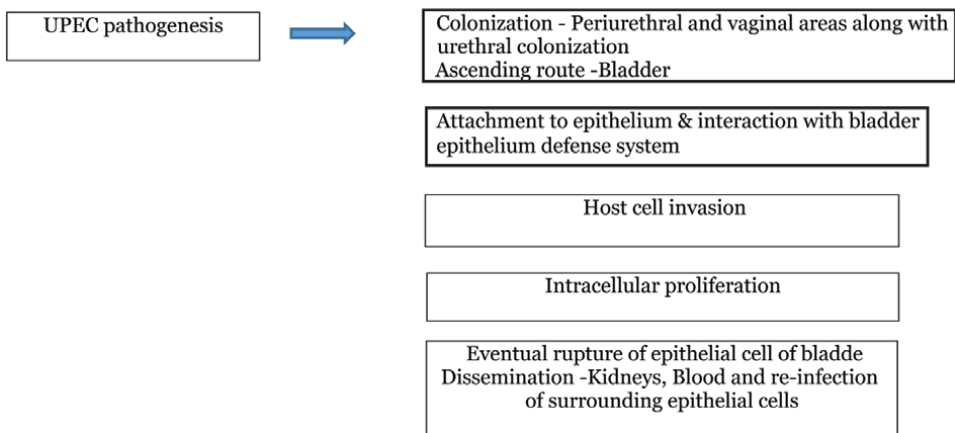 UPEC pathogenesis
Colonization - Periurethral and vaginal areas along with
urethral colonization
Ascending route -Bladder
Attachment to epithelium & interaction with bladder
epithelium defense system
Host cell invasion
Intracellular proliferation
Eventual rupture of epithelial cell of bladde
Dissemination -Kidneys, Blood and re-infection
of surrounding epithelial cells